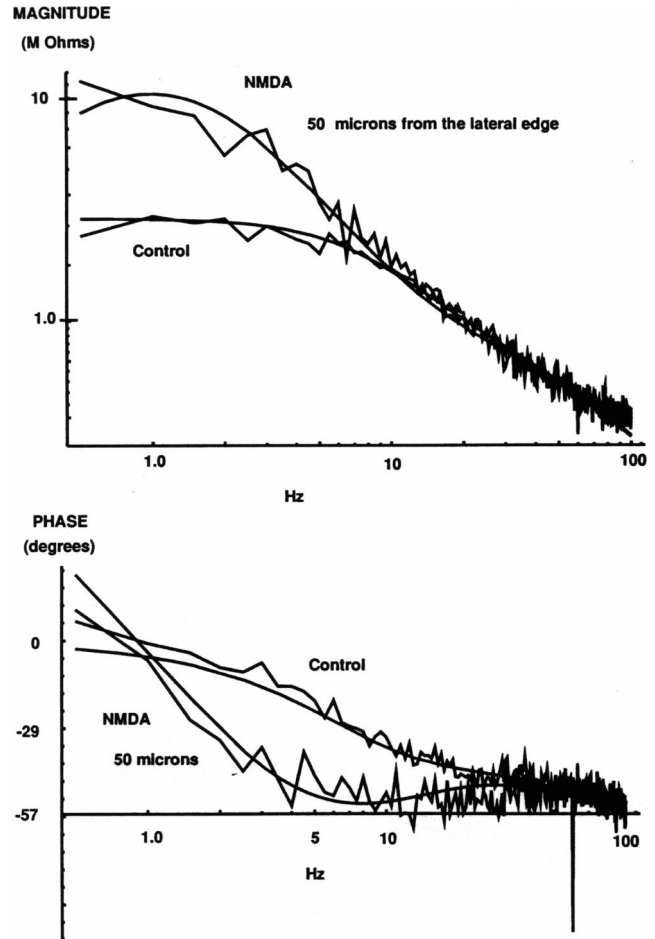 MAGNITUDE
(M Ohms)
NMDA
10
50 microns from the lateral edge
Control
1.0
1.0 10 100
Hz
PHASE
(degrees)
0
Control
NMDA
-29
50 microns
-57
1.0 5 10 100
Hz